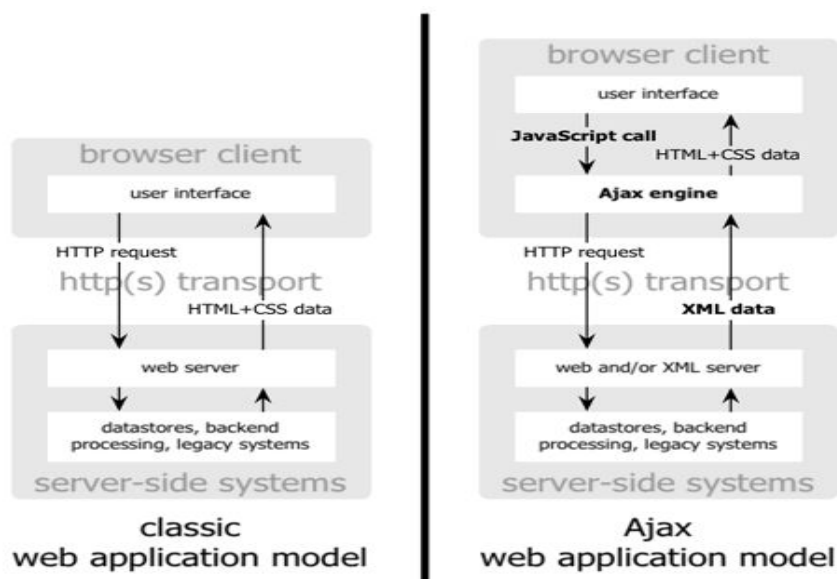 browser client
user interface
HTTP request
http(s) transport
HTML+CSS data
web server
datastores, backend
processing, legacy systems
server-side systems
classic
web application model
browser client
user interface
JavaScript call
HTML+CSS data
Ajax engine
HTTP request
http(s) transport
XML data
web and/or XML server
datastores, backend
processing, legacy systems
server-side systems
Ajax
web application model